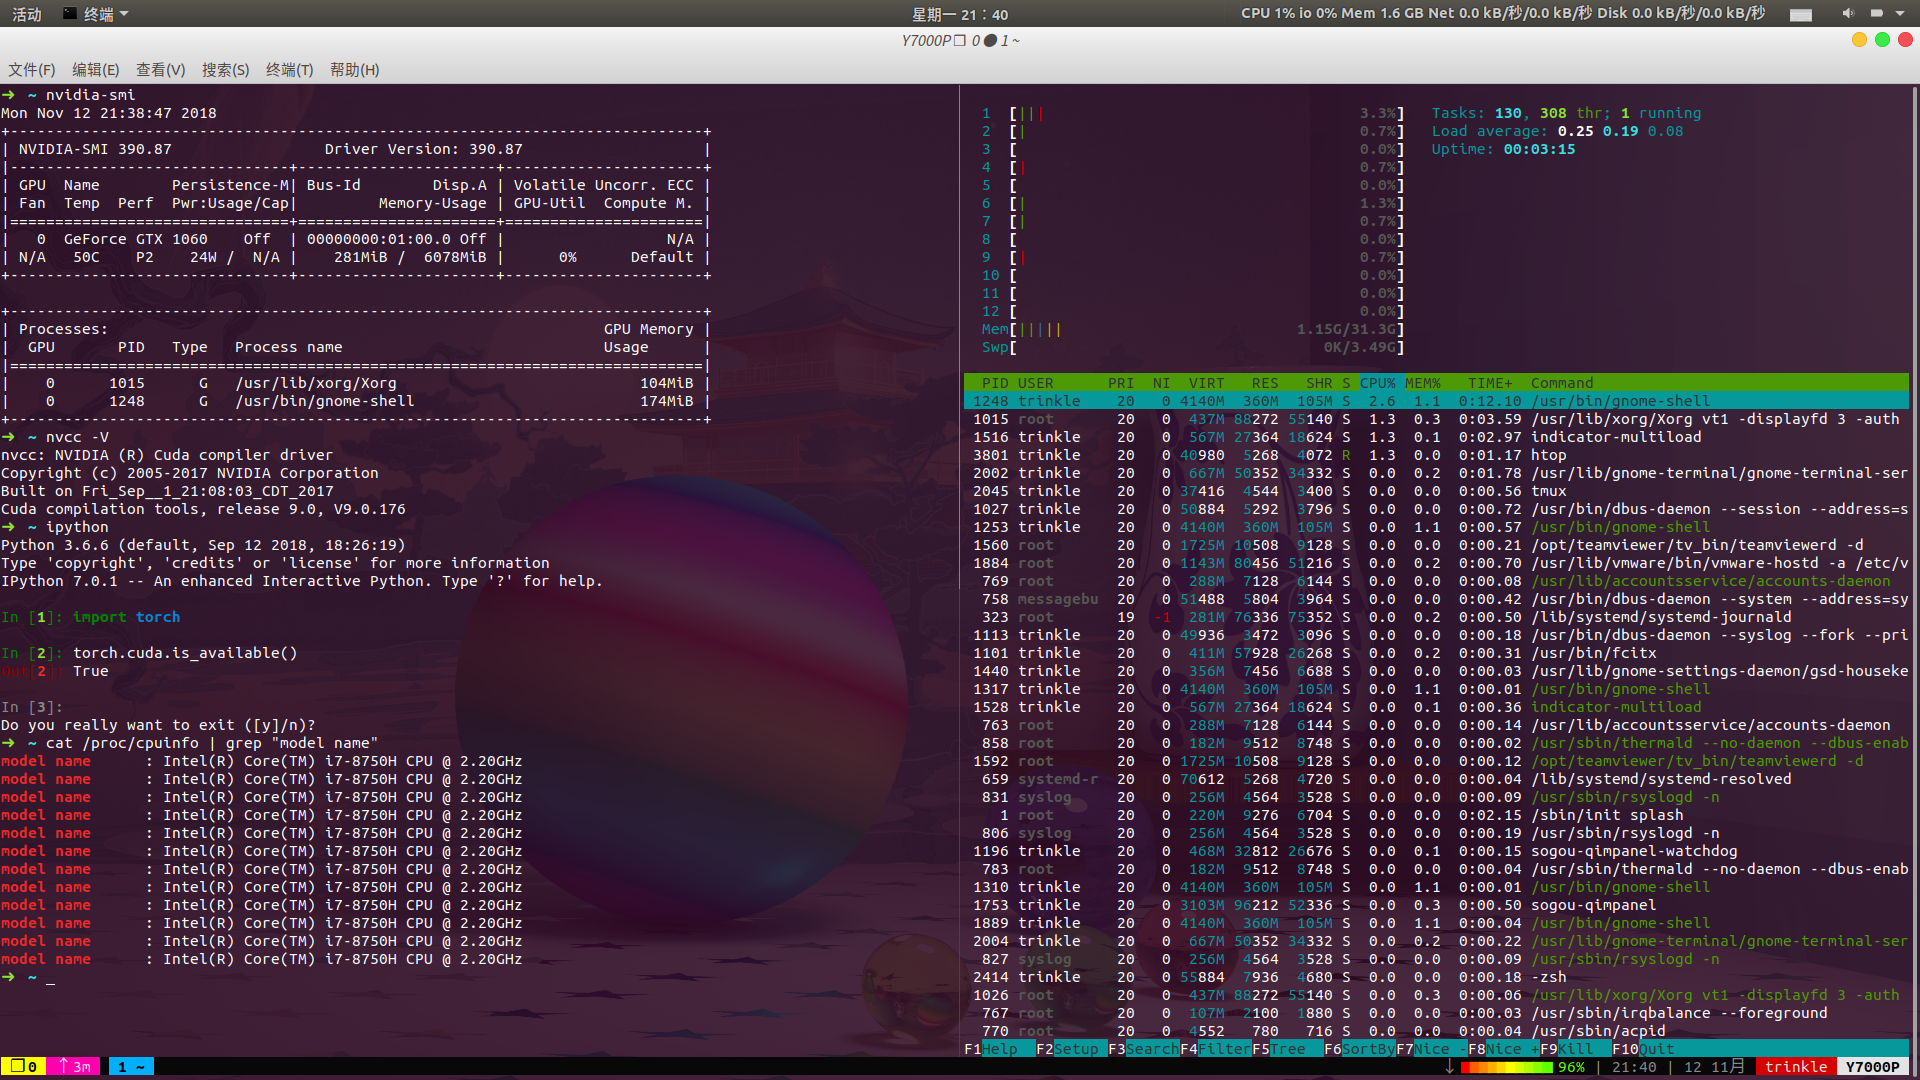 活动 终端 星期一 21：40 CPU 1% io 0% Mem 1.6 GB Net 0.0 kB/秒/0.0 kB/秒 Disk 0.0 kB/秒/0.0 kB/秒
Y7000P❐ 0 ● 1 ~
文件(F) 编辑(E) 查看(V) 搜索(S) 终端(T) 帮助(H)
➜ ~ nvidia-smi
Mon Nov 12 21:38:47 2018
+-----------------------------------------------------------------------------+
| NVIDIA-SMI 390.87                 Driver Version: 390.87                    |
|-------------------------------+----------------------+----------------------+
| GPU  Name        Persistence-M| Bus-Id        Disp.A | Volatile Uncorr. ECC |
| Fan  Temp  Perf  Pwr:Usage/Cap|         Memory-Usage | GPU-Util  Compute M. |
|===============================+======================+======================|
|   0  GeForce GTX 1060    Off  | 00000000:01:00.0 Off |                  N/A |
| N/A   50C    P2    24W /  N/A |    281MiB /  6078MiB |      0%      Default |
+-------------------------------+----------------------+----------------------+
+-----------------------------------------------------------------------------+
| Processes:                                                       GPU Memory |
|  GPU       PID   Type   Process name                             Usage      |
|=============================================================================|
|    0      1015      G   /usr/lib/xorg/Xorg                           104MiB |
|    0      1248      G   /usr/bin/gnome-shell                         174MiB |
+-----------------------------------------------------------------------------+
➜ ~ nvcc -V
nvcc: NVIDIA (R) Cuda compiler driver
Copyright (c) 2005-2017 NVIDIA Corporation
Built on Fri_Sep__1_21:08:03_CDT_2017
Cuda compilation tools, release 9.0, V9.0.176
➜ ~ ipython
Python 3.6.6 (default, Sep 12 2018, 18:26:19)
Type 'copyright', 'credits' or 'license' for more information
IPython 7.0.1 -- An enhanced Interactive Python. Type '?' for help.
In [1]: import torch
In [2]: torch.cuda.is_available()
Out[2]: True
In [3]:
Do you really want to exit ([y]/n)?
➜ ~ cat /proc/cpuinfo | grep "model name"
model name      : Intel(R) Core(TM) i7-8750H CPU @ 2.20GHz
model name      : Intel(R) Core(TM) i7-8750H CPU @ 2.20GHz
model name      : Intel(R) Core(TM) i7-8750H CPU @ 2.20GHz
model name      : Intel(R) Core(TM) i7-8750H CPU @ 2.20GHz
model name      : Intel(R) Core(TM) i7-8750H CPU @ 2.20GHz
model name      : Intel(R) Core(TM) i7-8750H CPU @ 2.20GHz
model name      : Intel(R) Core(TM) i7-8750H CPU @ 2.20GHz
model name      : Intel(R) Core(TM) i7-8750H CPU @ 2.20GHz
model name      : Intel(R) Core(TM) i7-8750H CPU @ 2.20GHz
model name      : Intel(R) Core(TM) i7-8750H CPU @ 2.20GHz
model name      : Intel(R) Core(TM) i7-8750H CPU @ 2.20GHz
model name      : Intel(R) Core(TM) i7-8750H CPU @ 2.20GHz
➜ ~ _
1 [||| 3.3%] Tasks: 130, 308 thr; 1 running
2 [| 0.7%] Load average: 0.25 0.19 0.08
3 [ 0.0%] Uptime: 00:03:15
4 [| 0.7%]
5 [ 0.0%]
6 [| 1.3%]
7 [| 0.7%]
8 [ 0.0%]
9 [| 0.7%]
10 [ 0.0%]
11 [ 0.0%]
12 [ 0.0%]
Mem[||||| 1.15G/31.3G]
Swp[ 0K/3.49G]
PID USER PRI NI VIRT RES SHR S CPU% MEM% TIME+ Command
1248 trinkle 20 0 4140M 360M 105M S 2.6 1.1 0:12.10 /usr/bin/gnome-shell
1015 root 20 0 437M 88272 55140 S 1.3 0.3 0:03.59 /usr/lib/xorg/Xorg vt1 -displayfd 3 -auth
1516 trinkle 20 0 567M 27364 18624 S 1.3 0.1 0:02.97 indicator-multiload
3801 trinkle 20 0 40980 5268 4072 R 1.3 0.0 0:01.17 htop
2002 trinkle 20 0 667M 50352 34332 S 0.0 0.2 0:01.78 /usr/lib/gnome-terminal/gnome-terminal-ser
2045 trinkle 20 0 37416 4544 3400 S 0.0 0.0 0:00.56 tmux
1027 trinkle 20 0 50884 5292 3796 S 0.0 0.0 0:00.72 /usr/bin/dbus-daemon --session --address=s
1253 trinkle 20 0 4140M 360M 105M S 0.0 1.1 0:00.57 /usr/bin/gnome-shell
1560 root 20 0 1725M 10508 9128 S 0.0 0.0 0:00.21 /opt/teamviewer/tv_bin/teamviewerd -d
1884 root 20 0 1143M 80456 51216 S 0.0 0.2 0:00.70 /usr/lib/vmware/bin/vmware-hostd -a /etc/v
769 root 20 0 288M 7128 6144 S 0.0 0.0 0:00.08 /usr/lib/accountsservice/accounts-daemon
758 messagebu 20 0 51488 5804 3964 S 0.0 0.0 0:00.42 /usr/bin/dbus-daemon --system --address=sy
323 root 19 -1 281M 76336 75352 S 0.0 0.2 0:00.50 /lib/systemd/systemd-journald
1113 trinkle 20 0 49936 3472 3096 S 0.0 0.0 0:00.18 /usr/bin/dbus-daemon --syslog --fork --pri
1101 trinkle 20 0 411M 57928 26268 S 0.0 0.2 0:00.31 /usr/bin/fcitx
1440 trinkle 20 0 356M 7456 6688 S 0.0 0.0 0:00.03 /usr/lib/gnome-settings-daemon/gsd-houseke
1317 trinkle 20 0 4140M 360M 105M S 0.0 1.1 0:00.01 /usr/bin/gnome-shell
1528 trinkle 20 0 567M 27364 18624 S 0.0 0.1 0:00.36 indicator-multiload
763 root 20 0 288M 7128 6144 S 0.0 0.0 0:00.14 /usr/lib/accountsservice/accounts-daemon
858 root 20 0 182M 9512 8748 S 0.0 0.0 0:00.02 /usr/sbin/thermald --no-daemon --dbus-enab
1592 root 20 0 1725M 10508 9128 S 0.0 0.0 0:00.12 /opt/teamviewer/tv_bin/teamviewerd -d
659 systemd-r 20 0 70612 5268 4720 S 0.0 0.0 0:00.04 /lib/systemd/systemd-resolved
831 syslog 20 0 256M 4564 3528 S 0.0 0.0 0:00.09 /usr/sbin/rsyslogd -n
1 root 20 0 220M 9276 6704 S 0.0 0.0 0:02.15 /sbin/init splash
806 syslog 20 0 256M 4564 3528 S 0.0 0.0 0:00.19 /usr/sbin/rsyslogd -n
1196 trinkle 20 0 468M 32812 26676 S 0.0 0.1 0:00.15 sogou-qimpanel-watchdog
783 root 20 0 182M 9512 8748 S 0.0 0.0 0:00.04 /usr/sbin/thermald --no-daemon --dbus-enab
1310 trinkle 20 0 4140M 360M 105M S 0.0 1.1 0:00.01 /usr/bin/gnome-shell
1753 trinkle 20 0 3103M 96212 52336 S 0.0 0.3 0:00.50 sogou-qimpanel
1889 trinkle 20 0 4140M 360M 105M S 0.0 1.1 0:00.04 /usr/bin/gnome-shell
2004 trinkle 20 0 667M 50352 34332 S 0.0 0.2 0:00.22 /usr/lib/gnome-terminal/gnome-terminal-ser
827 syslog 20 0 256M 4564 3528 S 0.0 0.0 0:00.09 /usr/sbin/rsyslogd -n
2414 trinkle 20 0 55884 7936 4680 S 0.0 0.0 0:00.18 -zsh
1026 root 20 0 437M 88272 55140 S 0.0 0.3 0:00.06 /usr/lib/xorg/Xorg vt1 -displayfd 3 -auth
767 root 20 0 107M 2100 1880 S 0.0 0.0 0:00.03 /usr/sbin/irqbalance --foreground
770 root 20 0 4552 780 716 S 0.0 0.0 0:00.04 /usr/sbin/acpid
F1Help F2Setup F3SearchF4FilterF5Tree F6SortByF7Nice -F8Nice +F9Kill F10Quit
❐ 0 ↑ 3m 1 ~ ↓ 96% | 21:40 | 12 11月 trinkle Y7000P